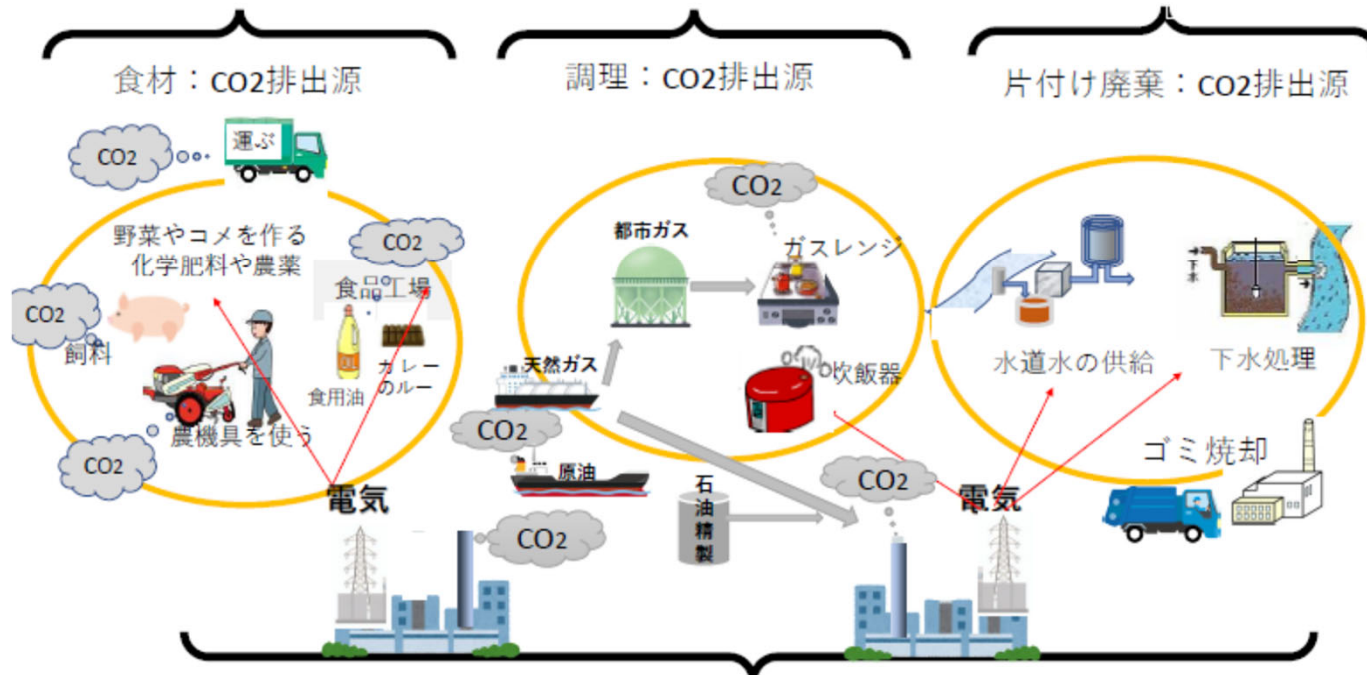 食材：CO2排出源
調理：CO2排出源
片付け廃棄：CO2排出源
運ぶ
CO2
野菜やコメを作る
化学肥料や農薬
CO2
食品工場
CO2
飼料
食用油
カレー
のルー
農機具を使う
CO2
電気
CO2
CO2
都市ガス
ガスレンジ
天然ガス
炊飯器
CO2
原油
石油精製
CO2
電気
下水
水道水の供給
下水処理
ゴミ焼却